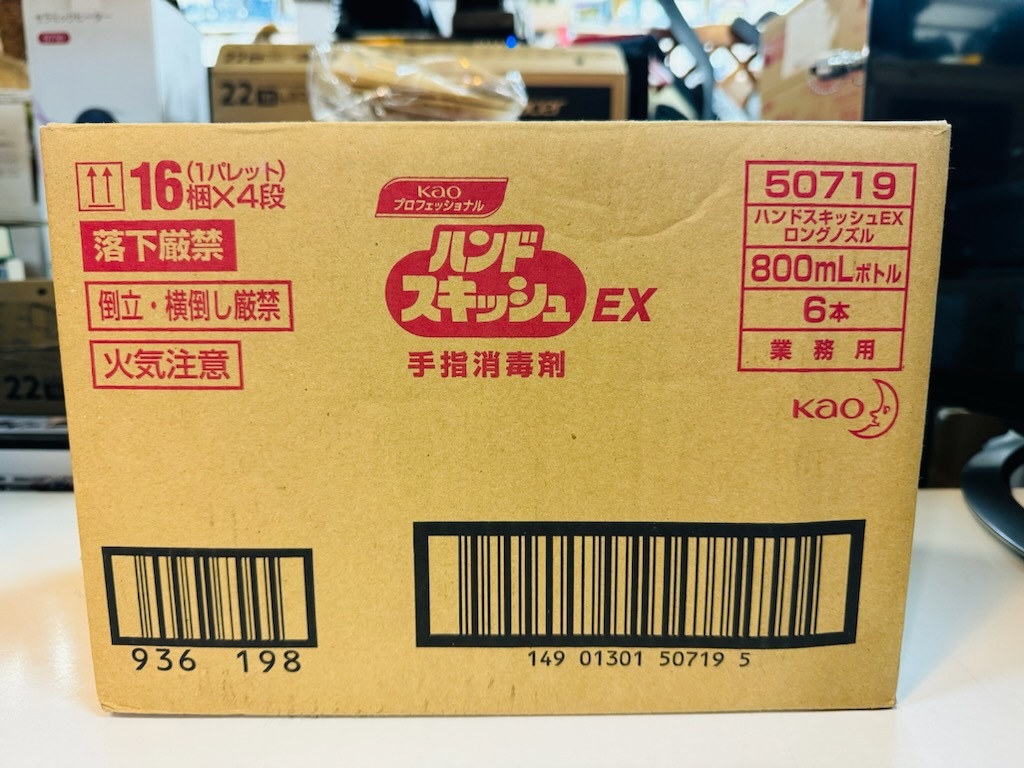 22
16
(1パレット)
梱×4段
落下厳禁
倒立・横倒し厳禁
火気注意
Kao
プロフェッショナル
ハンド
スキッシュ EX
手指消毒剤
50719
ハンドスキッシュEX
ロングノズル
800mLボトル
6本
業務用
Kao
22
936 198
149 01301 50719 5